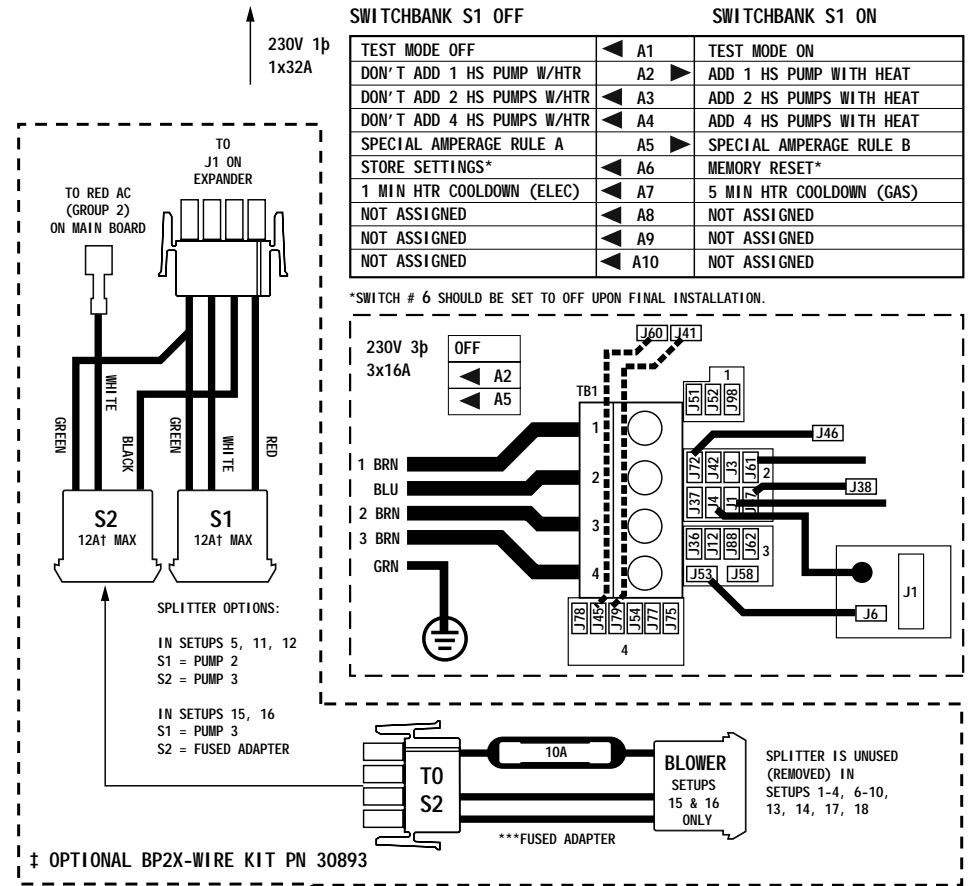 SWITCHBANK S1 OFF
SWITCHBANK S1 ON
230V 1þ
1x32A
TEST MODE OFF A1 TEST MODE ON
DON'T ADD 1 HS PUMP W/HTR A2 ADD 1 HS PUMP WITH HEAT
DON'T ADD 2 HS PUMPS W/HTR A3 ADD 2 HS PUMPS WITH HEAT
DON'T ADD 4 HS PUMPS W/HTR A4 ADD 4 HS PUMPS WITH HEAT
SPECIAL AMPERAGE RULE A A5 SPECIAL AMPERAGE RULE B
STORE SETTINGS* A6 MEMORY RESET*
1 MIN HTR COOLDOWN (ELEC) A7 5 MIN HTR COOLDOWN (GAS)
NOT ASSIGNED A8 NOT ASSIGNED
NOT ASSIGNED A9 NOT ASSIGNED
NOT ASSIGNED A10 NOT ASSIGNED
*SWITCH # 6 SHOULD BE SET TO OFF UPON FINAL INSTALLATION.
TO
J1 ON
EXPANDER
TO RED AC
(GROUP 2)
ON MAIN BOARD
GREEN
WHITE
BLACK
GREEN
WHITE
RED
S2
12A† MAX
S1
12A† MAX
SPLITTER OPTIONS:
IN SETUPS 5, 11, 12
S1 = PUMP 2
S2 = PUMP 3
IN SETUPS 15, 16
S1 = PUMP 3
S2 = FUSED ADAPTER
230V 3þ
3x16A
OFF
A2
A5
J60
J41
TB1
1
2
3
4
1 BRN
BLU
2 BRN
3 BRN
GRN
1
J51
J52
J98
J72
J42
J3
J61
2
J37
J4
J1
J46
J38
J36
J12
J88
J62
3
J53
J58
J6
J1
J78
J45
J79
J54
J77
J75
4
TO
S2
10A
BLOWER
SETUPS
15 & 16
ONLY
***FUSED ADAPTER
SPLITTER IS UNUSED
(REMOVED) IN
SETUPS 1-4, 6-10,
13, 14, 17, 18
‡ OPTIONAL BP2X-WIRE KIT PN 30893